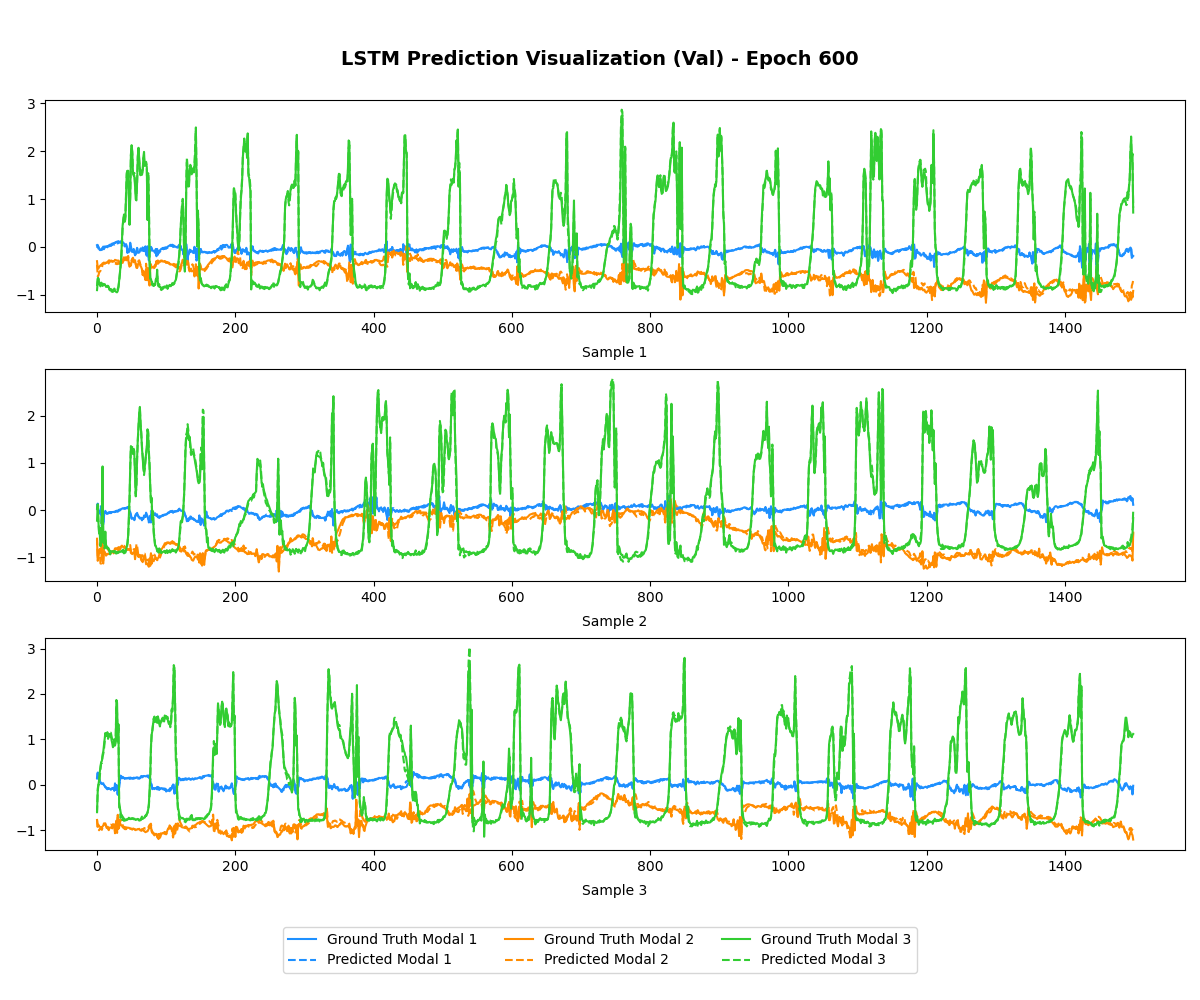 LSTM Prediction Visualization (Val) - Epoch 600
3
2
1
0
−1
0 200 400 600 800 1000 1200 1400
Sample 1
2
1
0
−1
0 200 400 600 800 1000 1200 1400
Sample 2
3
2
1
0
−1
0 200 400 600 800 1000 1200 1400
Sample 3
Ground Truth Modal 1 Ground Truth Modal 2 Ground Truth Modal 3
Predicted Modal 1 Predicted Modal 2 Predicted Modal 3